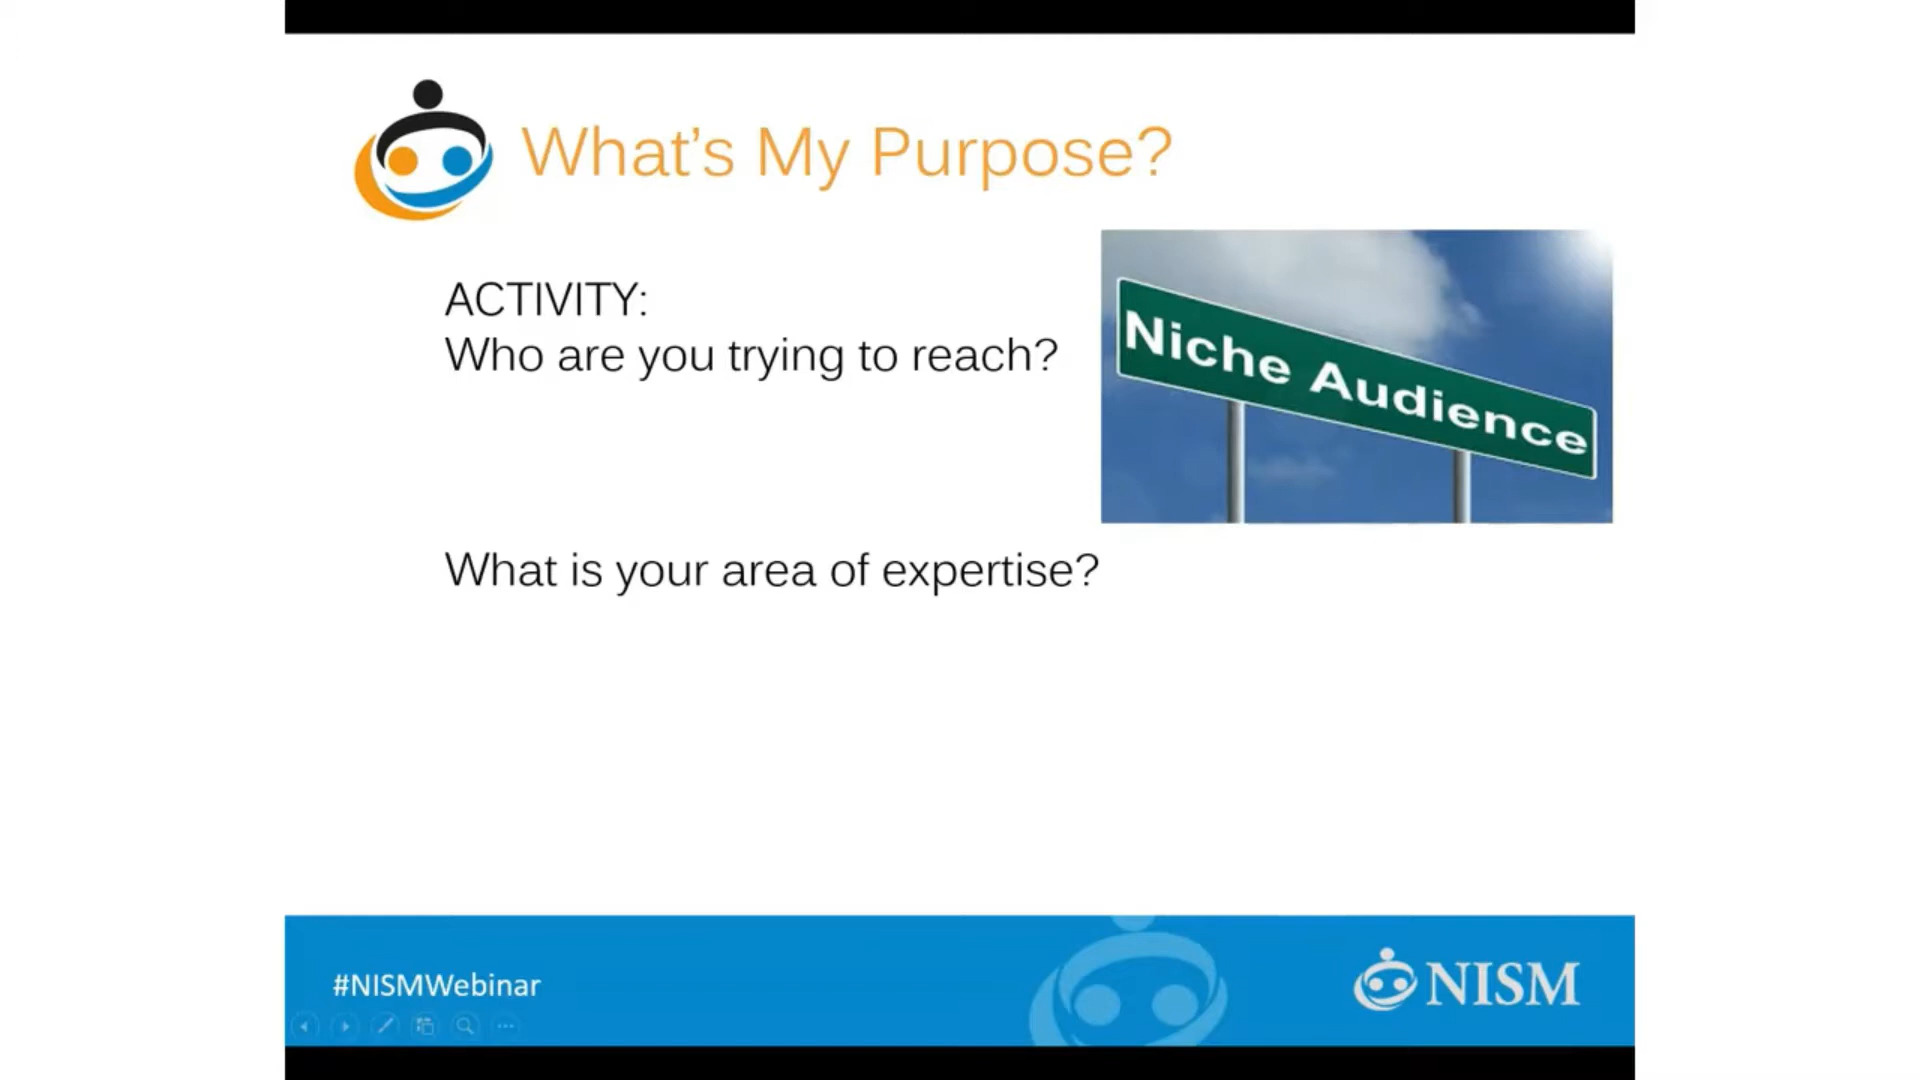 What's My Purpose?
ACTIVITY:
Who are you trying to reach?
Niche Audience
What is your area of expertise?
#NISMWebinar
NISM